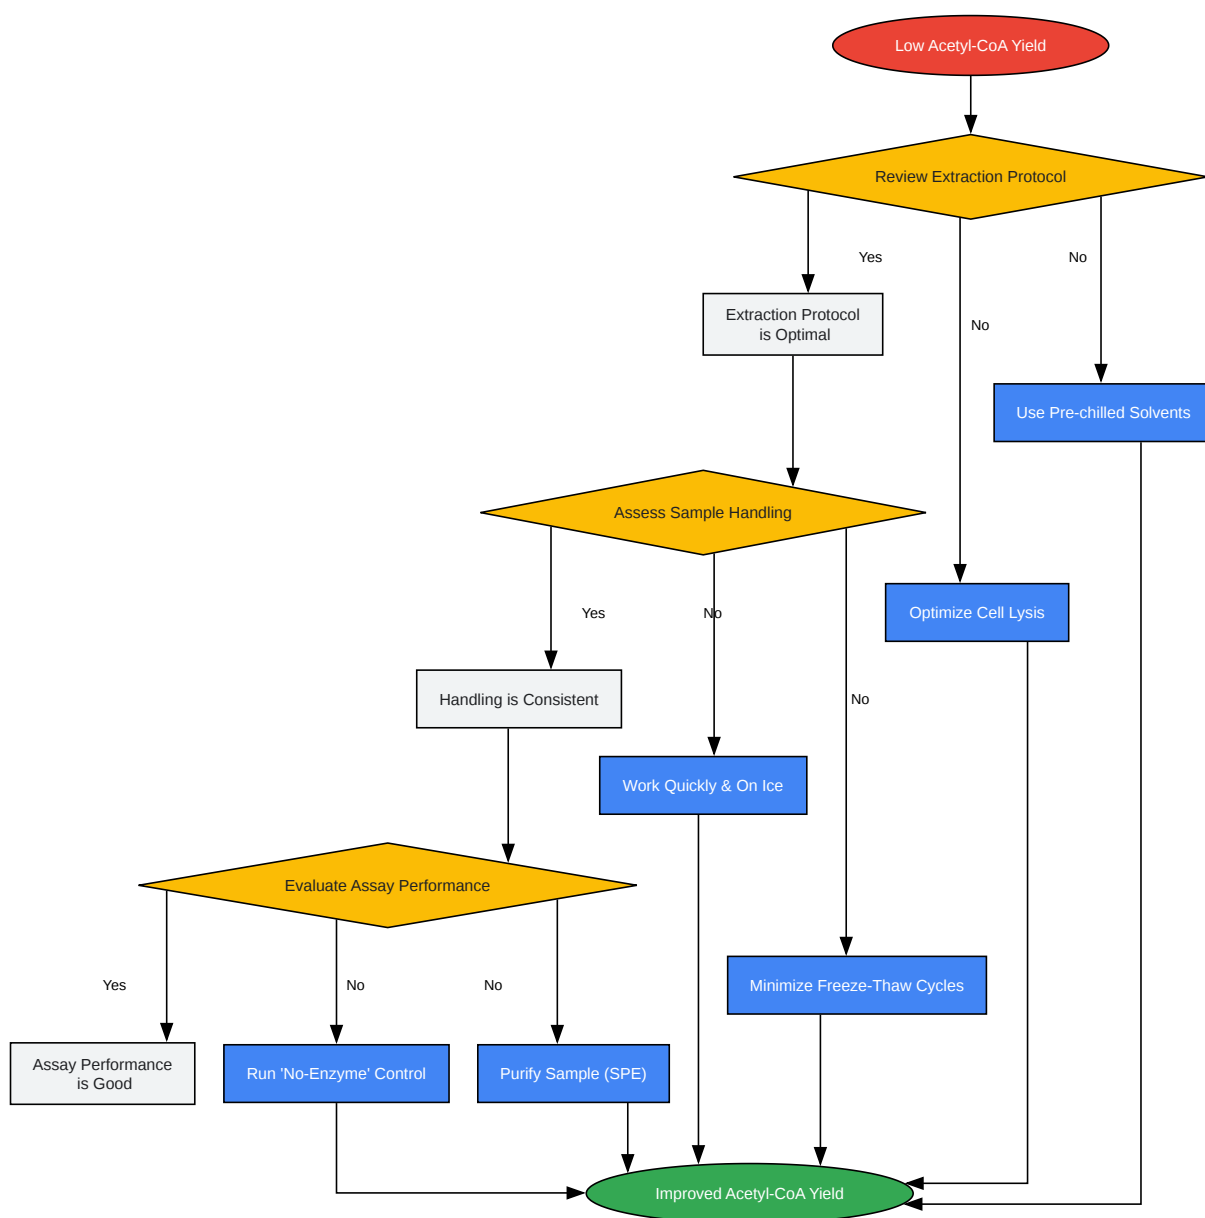 Low Acetyl-CoA Yield
Review Extraction Protocol
Yes
No
No
Extraction Protocol
is Optimal
Use Pre-chilled Solvents
Assess Sample Handling
Yes
No
Optimize Cell Lysis
Handling is Consistent
No
Work Quickly & On Ice
Evaluate Assay Performance
Yes
No
No
Minimize Freeze-Thaw Cycles
Assay Performance
is Good
Run 'No-Enzyme' Control
Purify Sample (SPE)
Improved Acetyl-CoA Yield